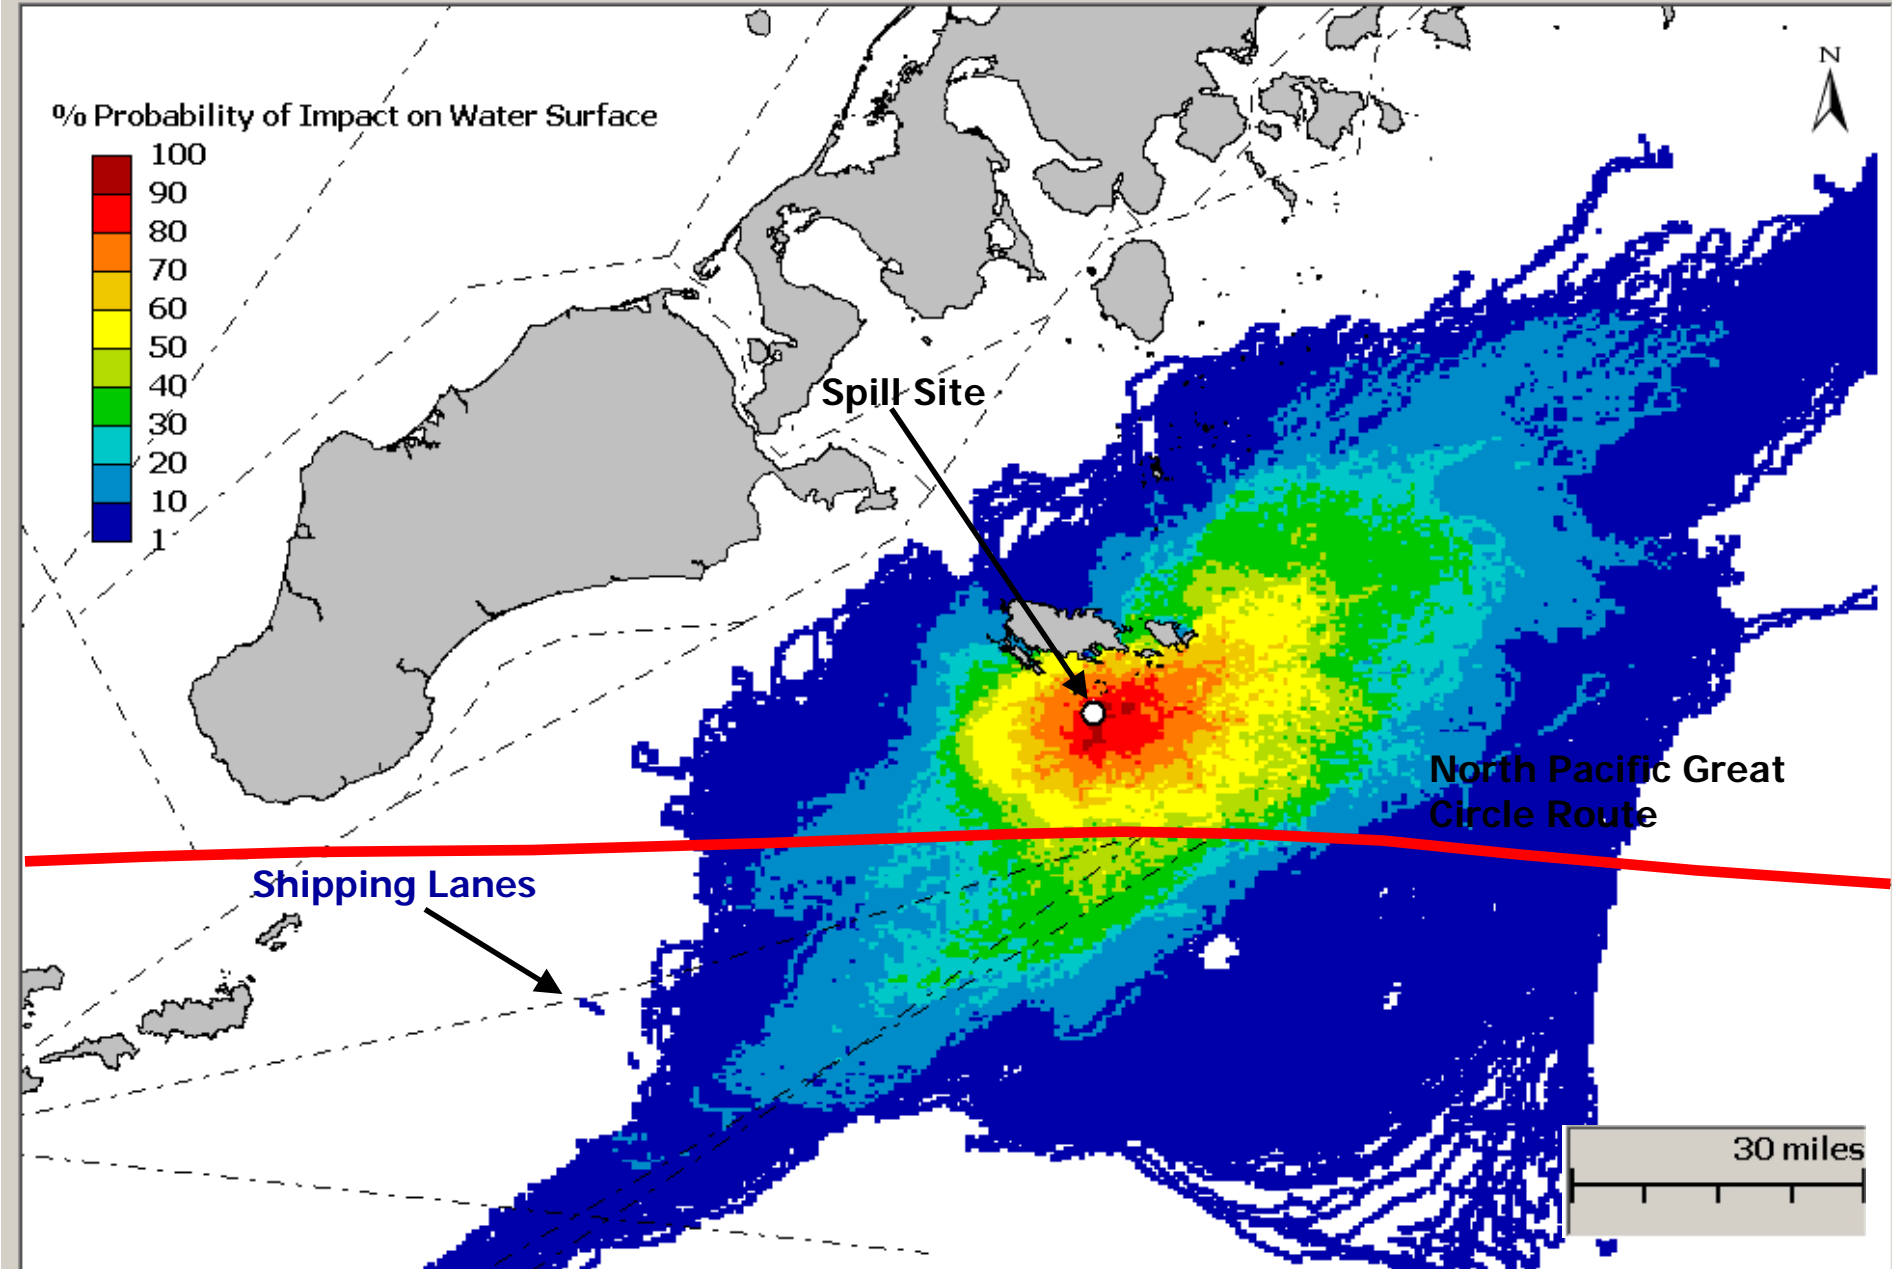 N
% Probability of Impact on Water Surface
100
90
80
70
60
50
40
30
20
10
1
Spill Site
North Pacific Great
Circle Route
Shipping Lanes
30 miles